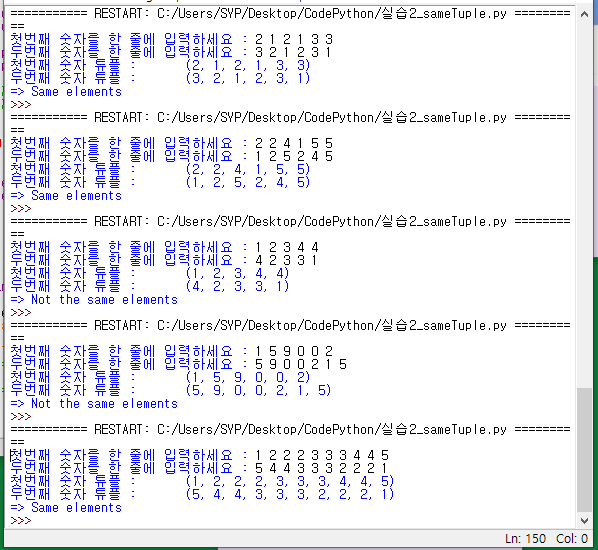 =========== RESTART: C:/Users/SYP/Desktop/CodePython/실습2_sameTuple.py ========
==
첫번째 숫자를 한 줄에 입력하세요 : 2 1 2 1 3 3
두번째 숫자를 한 줄에 입력하세요 : 3 2 1 2 3 1
첫번째 숫자 튜플 :       (2, 1, 2, 1, 3, 3)
두번째 숫자 튜플 :       (3, 2, 1, 2, 3, 1)
=> Same elements
>>>
=========== RESTART: C:/Users/SYP/Desktop/CodePython/실습2_sameTuple.py ========
==
첫번째 숫자를 한 줄에 입력하세요 : 2 2 4 1 5 5
두번째 숫자를 한 줄에 입력하세요 : 1 2 5 2 4 5
첫번째 숫자 튜플 :       (2, 2, 4, 1, 5, 5)
두번째 숫자 튜플 :       (1, 2, 5, 2, 4, 5)
=> Same elements
>>>
=========== RESTART: C:/Users/SYP/Desktop/CodePython/실습2_sameTuple.py ========
==
첫번째 숫자를 한 줄에 입력하세요 : 1 2 3 4 4
두번째 숫자를 한 줄에 입력하세요 : 4 2 3 3 1
첫번째 숫자 튜플 :       (1, 2, 3, 4, 4)
두번째 숫자 튜플 :       (4, 2, 3, 3, 1)
=> Not the same elements
>>>
=========== RESTART: C:/Users/SYP/Desktop/CodePython/실습2_sameTuple.py ========
==
첫번째 숫자를 한 줄에 입력하세요 : 1 5 9 0 0 2
두번째 숫자를 한 줄에 입력하세요 : 5 9 0 0 2 1 5
첫번째 숫자 튜플 :       (1, 5, 9, 0, 0, 2)
두번째 숫자 튜플 :       (5, 9, 0, 0, 2, 1, 5)
=> Not the same elements
>>>
=========== RESTART: C:/Users/SYP/Desktop/CodePython/실습2_sameTuple.py ========
==
첫번째 숫자를 한 줄에 입력하세요 : 1 2 2 2 3 3 3 4 4 5
두번째 숫자를 한 줄에 입력하세요 : 5 4 4 3 3 3 2 2 2 1
첫번째 숫자 튜플 :       (1, 2, 2, 2, 3, 3, 3, 4, 4, 5)
두번째 숫자 튜플 :       (5, 4, 4, 3, 3, 3, 2, 2, 2, 1)
=> Same elements
>>>
Ln: 150 Col: 0